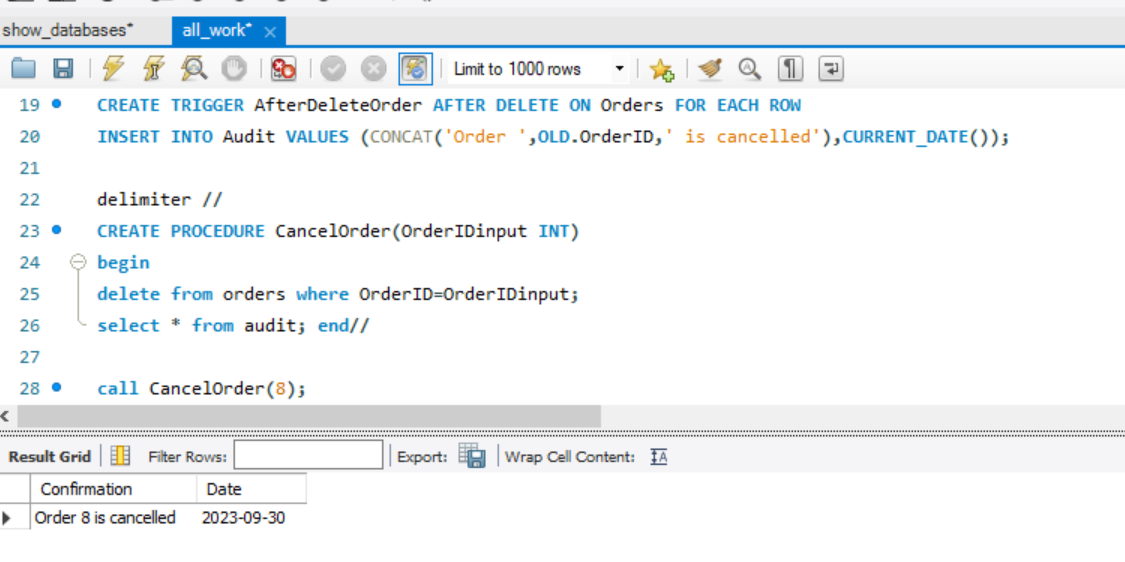 show_databases* all_work* ×
Limit to 1000 rows
19 CREATE TRIGGER AfterDeleteOrder AFTER DELETE ON Orders FOR EACH ROW
20 INSERT INTO Audit VALUES (CONCAT('Order ',OLD.OrderID,' is cancelled'),CURRENT_DATE());
21
22 delimiter //
23 CREATE PROCEDURE CancelOrder(OrderIDinput INT)
24 begin
25 delete from orders where OrderID=OrderIDinput;
26 select * from audit; end//
27
28 call CancelOrder(8);
Result Grid Filter Rows: Export: Wrap Cell Content:
Confirmation Date
Order 8 is cancelled 2023-09-30